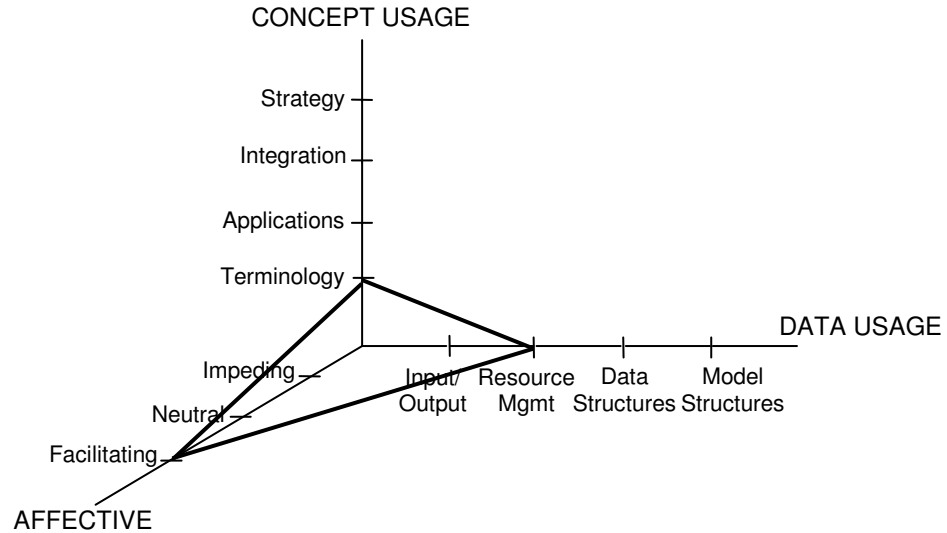 CONCEPT USAGE
Strategy
Integration
Applications
Terminology
DATA USAGE
Impeding
Input/
Output
Resource
Mgmt
Data
Structures
Model
Structures
Neutral
Facilitating
AFFECTIVE